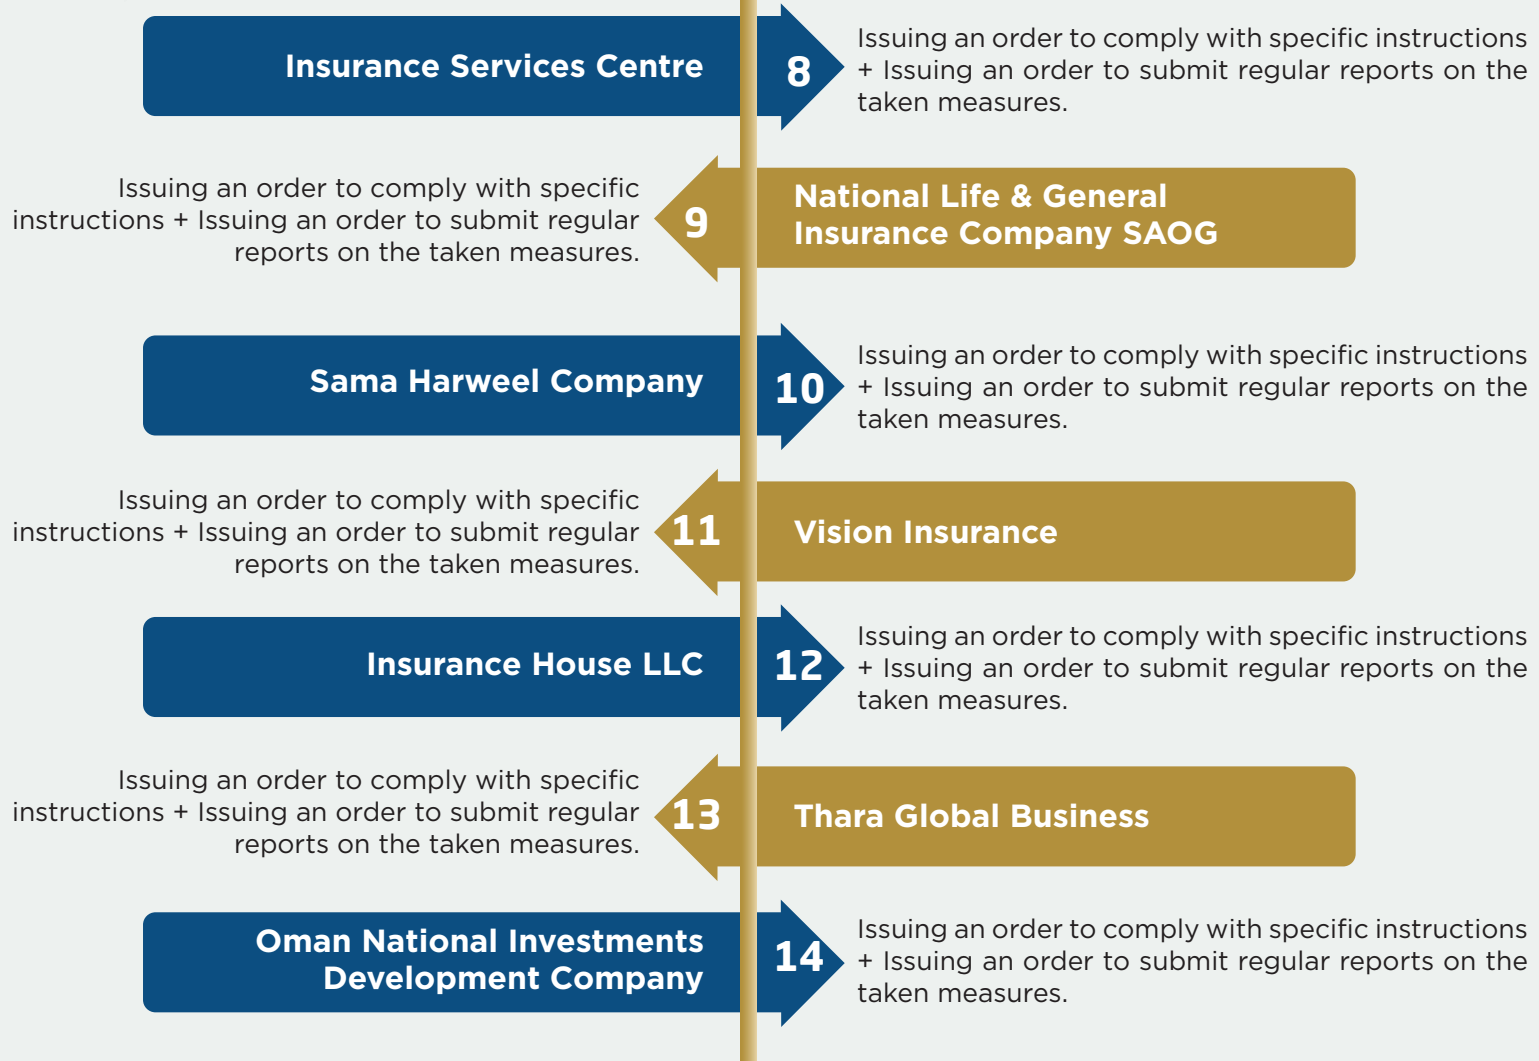 Insurance Services Centre
8
Issuing an order to comply with specific instructions
+ Issuing an order to submit regular reports on the
taken measures.
Issuing an order to comply with specific
instructions + Issuing an order to submit regular
reports on the taken measures.
9
National Life & General
Insurance Company SAOG
Sama Harweel Company
10
Issuing an order to comply with specific instructions
+ Issuing an order to submit regular reports on the
taken measures.
Issuing an order to comply with specific
instructions + Issuing an order to submit regular
reports on the taken measures.
11
Vision Insurance
Insurance House LLC
12
Issuing an order to comply with specific instructions
+ Issuing an order to submit regular reports on the
taken measures.
Issuing an order to comply with specific
instructions + Issuing an order to submit regular
reports on the taken measures.
13
Thara Global Business
Oman National Investments
Development Company
14
Issuing an order to comply with specific instructions
+ Issuing an order to submit regular reports on the
taken measures.